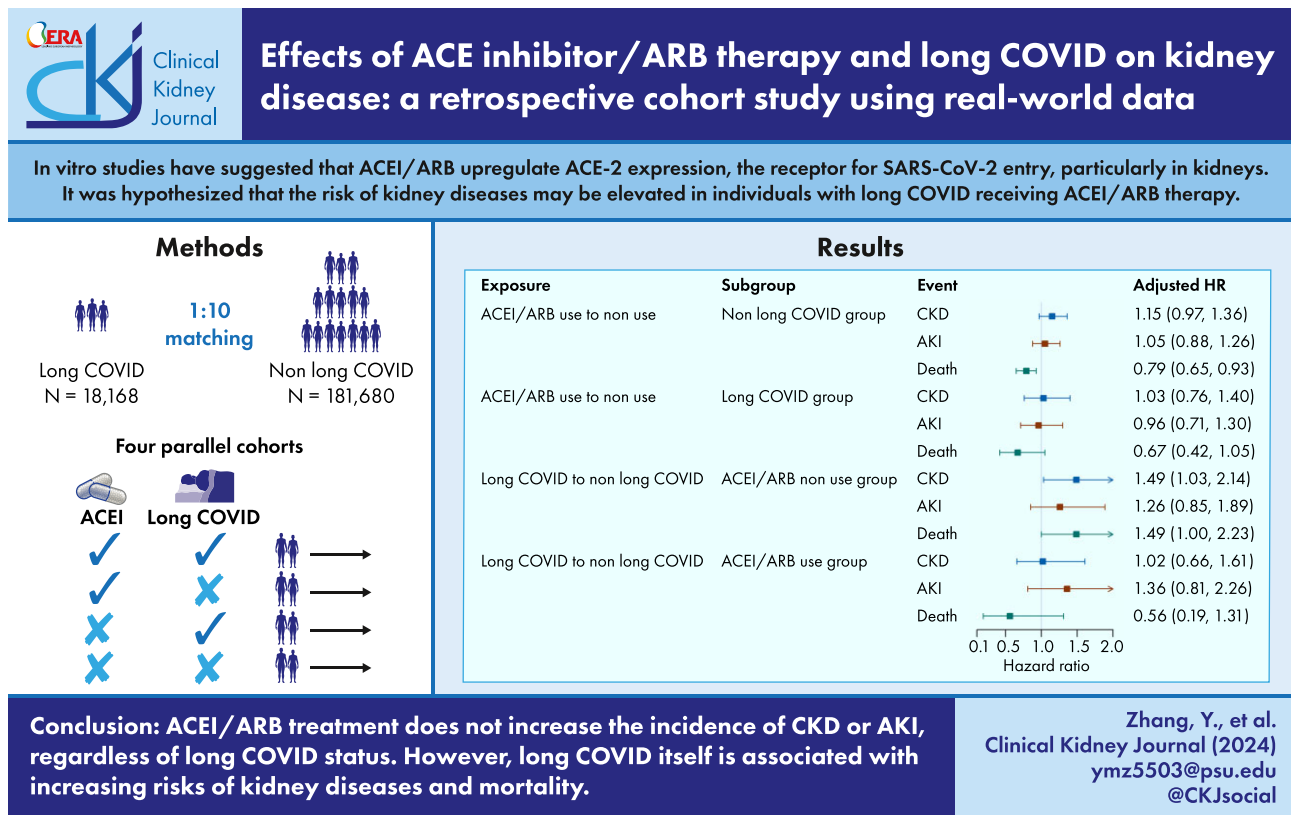 ERA
CKJ
Clinical
Kidney
Journal
Effects of ACE inhibitor/ARB therapy and long COVID on kidney
disease: a retrospective cohort study using real-world data
In vitro studies have suggested that ACEI/ARB upregulate ACE-2 expression, the receptor for SARS-CoV-2 entry, particularly in kidneys.
It was hypothesized that the risk of kidney diseases may be elevated in individuals with long COVID receiving ACEI/ARB therapy.
Methods
1:10
matching
Long COVID
N = 18,168
Non long COVID
N = 181,680
Four parallel cohorts
ACEI Long COVID
Results
Exposure Subgroup Event Adjusted HR
ACEI/ARB use to non use Non long COVID group CKD 1.15 (0.97, 1.36)
AKI 1.05 (0.88, 1.26)
Death 0.79 (0.65, 0.93)
ACEI/ARB use to non use Long COVID group CKD 1.03 (0.76, 1.40)
AKI 0.96 (0.71, 1.30)
Death 0.67 (0.42, 1.05)
Long COVID to non long COVID ACEI/ARB non use group CKD 1.49 (1.03, 2.14)
AKI 1.26 (0.85, 1.89)
Death 1.49 (1.00, 2.23)
Long COVID to non long COVID ACEI/ARB use group CKD 1.02 (0.66, 1.61)
AKI 1.36 (0.81, 2.26)
Death 0.56 (0.19, 1.31)
0.1 0.5 1.0 1.5 2.0
Hazard ratio
Conclusion: ACEI/ARB treatment does not increase the incidence of CKD or AKI,
regardless of long COVID status. However, long COVID itself is associated with
increasing risks of kidney diseases and mortality.
Zhang, Y., et al.
Clinical Kidney Journal (2024)
ymz5503@psu.edu
@CKJsocial